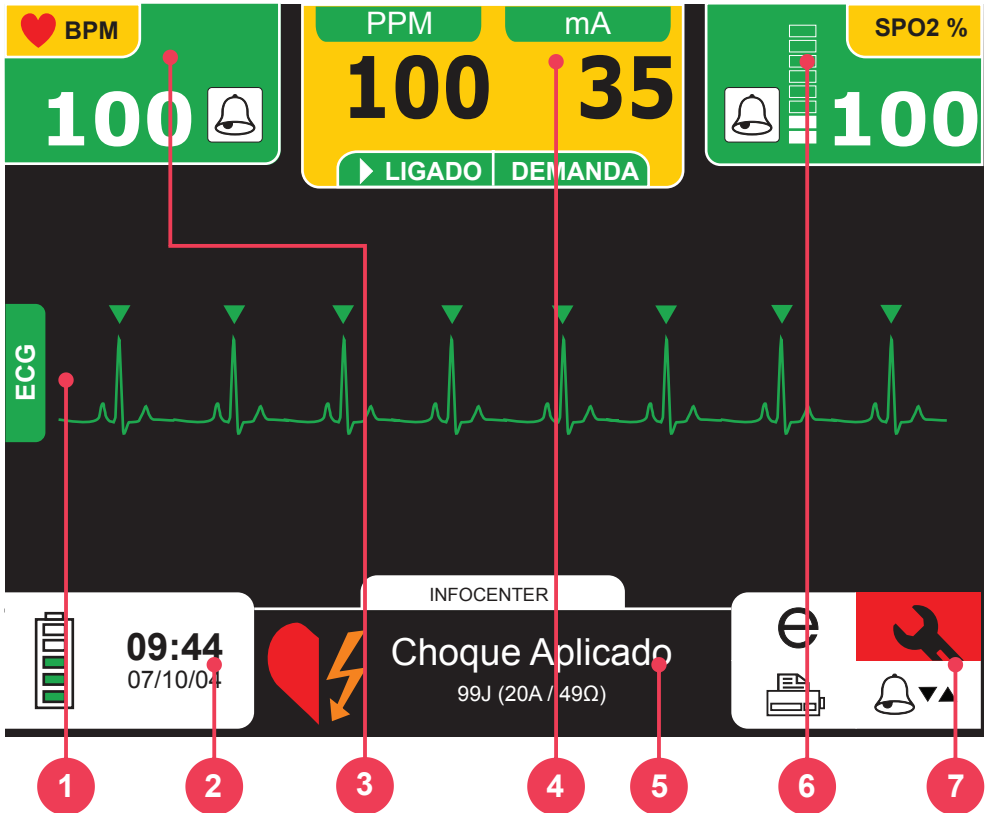 BPM
100
PPM mA
100 35
LIGADO DEMANDA
SPO2 %
100
ECG
INFOCENTER
09:44
07/10/04
Choque Aplicado
99J (20A / 49Ω)
e
1 2 3 4 5 6 7